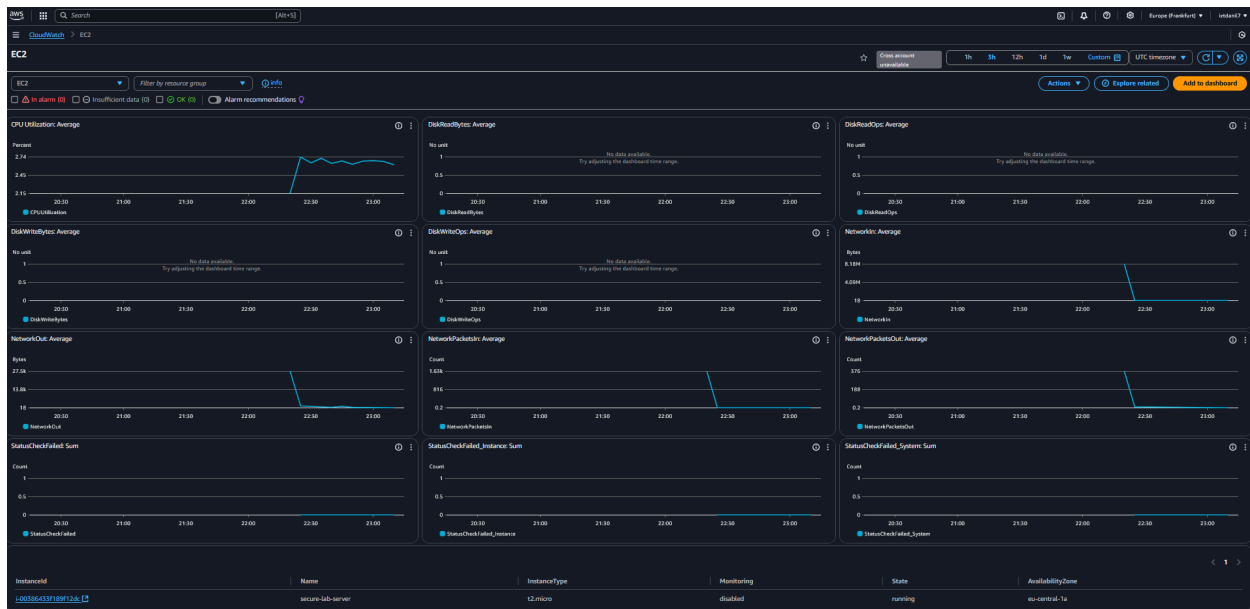 aws Search [Alt+S] Europe (Frankfurt) letdanil7
CloudWatch > EC2
EC2 Cross account unavailable 1h 3h 12h 1d 1w Custom UTC timezone
EC2 Filter by resource group Info Actions Explore related Add to dashboard
In alarm (0) Insufficient data (0) OK (0) Alarm recommendations
CPU Utilization: Average
Percent
2.74
2.45
2.15
20:30 21:00 21:30 22:00 22:30 23:00
CPUUtilization
DiskReadBytes: Average
No unit
1
No data available.
Try adjusting the dashboard time range.
0.5
0
20:30 21:00 21:30 22:00 22:30 23:00
DiskReadBytes
DiskReadOps: Average
No unit
1
No data available.
Try adjusting the dashboard time range.
0.5
0
20:30 21:00 21:30 22:00 22:30 23:00
DiskReadOps
DiskWriteBytes: Average
No unit
1
No data available.
Try adjusting the dashboard time range.
0.5
0
20:30 21:00 21:30 22:00 22:30 23:00
DiskWriteBytes
DiskWriteOps: Average
No unit
1
No data available.
Try adjusting the dashboard time range.
0.5
0
20:30 21:00 21:30 22:00 22:30 23:00
DiskWriteOps
NetworkIn: Average
Bytes
8.18M
4.09M
18
20:30 21:00 21:30 22:00 22:30 23:00
NetworkIn
NetworkOut: Average
Bytes
27.5k
13.8k
18
20:30 21:00 21:30 22:00 22:30 23:00
NetworkOut
NetworkPacketsIn: Average
Count
1.63k
816
0.2
20:30 21:00 21:30 22:00 22:30 23:00
NetworkPacketsIn
NetworkPacketsOut: Average
Count
376
188
0.2
20:30 21:00 21:30 22:00 22:30 23:00
NetworkPacketsOut
StatusCheckFailed: Sum
Count
1
0.5
0
20:30 21:00 21:30 22:00 22:30 23:00
StatusCheckFailed
StatusCheckFailed_Instance: Sum
Count
1
0.5
0
20:30 21:00 21:30 22:00 22:30 23:00
StatusCheckFailed_Instance
StatusCheckFailed_System: Sum
Count
1
0.5
0
20:30 21:00 21:30 22:00 22:30 23:00
StatusCheckFailed_System
< 1 >
InstanceId Name InstanceType Monitoring State AvailabilityZone
i-00386433f189f12dc secure-lab-server t2.micro disabled running eu-central-1a